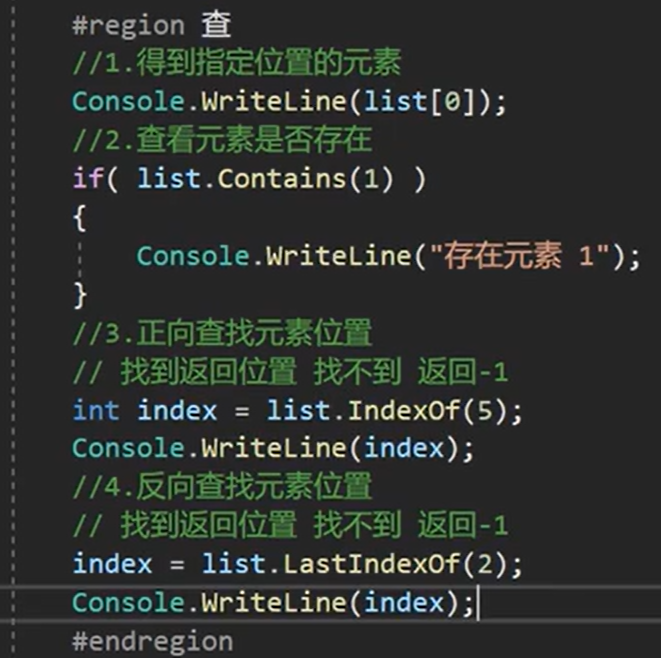 #region 查
//1.得到指定位置的元素
Console.WriteLine(list[0]);
//2.查看元素是否存在
if( list.Contains(1) )
{
Console.WriteLine("存在元素 1");
}
//3.正向查找元素位置
// 找到返回位置 找不到 返回-1
int index = list.IndexOf(5);
Console.WriteLine(index);
//4.反向查找元素位置
// 找到返回位置 找不到 返回-1
index = list.LastIndexOf(2);
Console.WriteLine(index);
#endregion